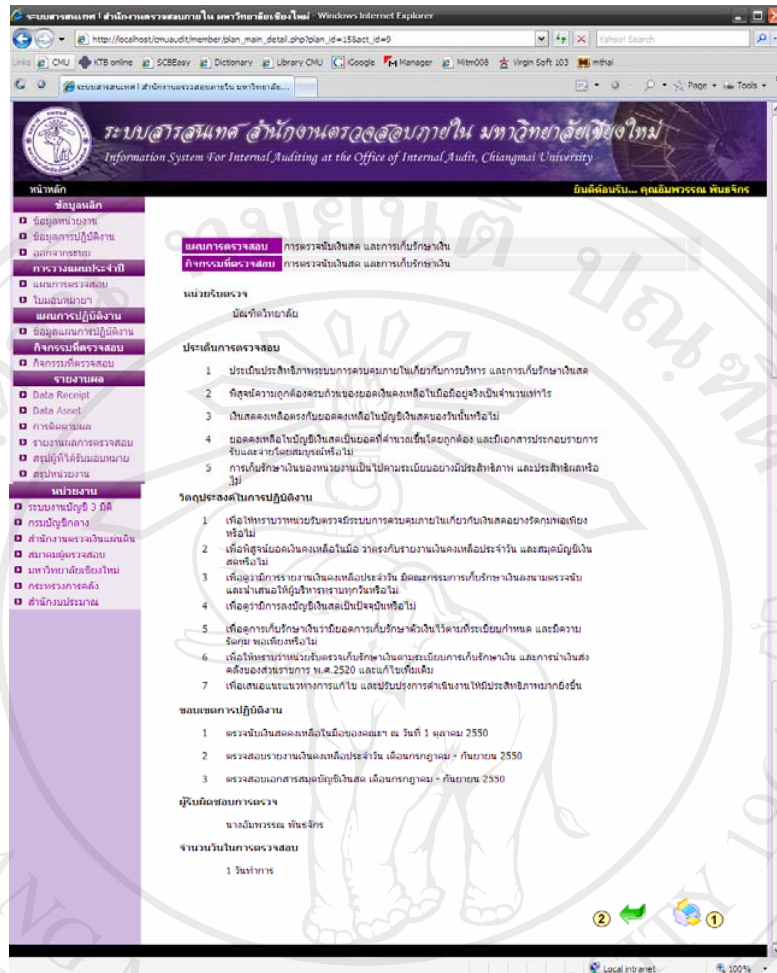 ระบบสารสนเทศ | สำนักงานตรวจสอบภายใน มหาวิทยาลัยเชียงใหม่ - Windows Internet Explorer
http://localhost/cmuaudit/member/plan_main_detail.php?plan_id=15&act_id=9
Yahoo! Search
Links CMU KTB online SCBEasy Dictionary Library CMU iGoogle Manager Mitm008 Virgin Soft 103 mthai
ระบบสารสนเทศ | สำนักงานตรวจสอบภายใน มหาวิทยาลั... Page Tools
ระบบสารสนเทศ สำนักงานตรวจสอบภายใน มหาวิทยาลัยเชียงใหม่
Information System For Internal Auditing at the Office of Internal Audit, Chiangmai University
หน้าหลัก ยินดีต้อนรับ... คุณอัมพวรรณ พันธจักร
ข้อมูลหลัก
ข้อมูลหน่วยงาน
ข้อมูลการปฏิบัติงาน
ออกจากระบบ
การวางแผนประจำปี
แผนการตรวจสอบ
ใบมอบหมายฯ
แผนการปฏิบัติงาน
ข้อมูลแผนการปฏิบัติงาน
กิจกรรมที่ตรวจสอบ
กิจกรรมที่ตรวจสอบ
รายงานผล
Data Receipt
Data Asset
การติดตามผล
รายงานผลการตรวจสอบ
สรุปผู้ที่ได้รับมอบหมาย
สรุปหน่วยงาน
หน่วยงาน
ระบบงานบัญชี 3 มิติ
กรมบัญชีกลาง
สำนักงานตรวจเงินแผ่นดิน
สมาคมผู้ตรวจสอบ
มหาวิทยาลัยเชียงใหม่
กระทรวงการคลัง
สำนักงบประมาณ
แผนการตรวจสอบ การตรวจนับเงินสด และการเก็บรักษาเงิน
กิจกรรมที่ตรวจสอบ การตรวจนับเงินสด และการเก็บรักษาเงิน
หน่วยรับตรวจ
บัณฑิตวิทยาลัย
ประเด็นการตรวจสอบ
1 ประเมินประสิทธิภาพระบบการควบคุมภายในเกี่ยวกับการบริหาร และการเก็บรักษาเงินสด
2 พิสูจน์ความถูกต้องครบถ้วนของยอดเงินคงเหลือในมือมีอยู่จริงเป็นจำนวนเท่าไร
3 เงินสดคงเหลือตรงกับยอดคงเหลือในบัญชีเงินสดของวันนั้นหรือไม่
4 ยอดคงเหลือในบัญชีเงินสดเป็นยอดที่คำนวณขึ้นโดยถูกต้อง และมีเอกสารประกอบรายการ
รับและจ่ายโดยสมบูรณ์หรือไม่
5 การเก็บรักษาเงินของหน่วยงานเป็นไปตามระเบียบอย่างมีประสิทธิภาพ และประสิทธิผลหรือ
ไม่
วัตถุประสงค์ในการปฏิบัติงาน
1 เพื่อให้ทราบว่าหน่วยรับตรวจมีระบบการควบคุมภายในเกี่ยวกับเงินสดอย่างรัดกุมพอเพียง
หรือไม่
2 เพื่อพิสูจน์ยอดเงินคงเหลือในมือ ว่าตรงกับรายงานเงินคงเหลือประจำวัน และสมุดบัญชีเงิน
สดหรือไม่
3 เพื่อดูว่ามีการรายงานเงินคงเหลือประจำวัน มีคณะกรรมการเก็บรักษาเงินลงนามตรวจนับ
และนำเสนอให้ผู้บริหารทราบทุกวันหรือไม่
4 เพื่อดูว่ามีการลงบัญชีเงินสดเป็นปัจจุบันหรือไม่
5 เพื่อดูการเก็บรักษาเงินว่ามียอดการเก็บรักษาตัวเงินไว้ตามที่ระเบียบกำหนด และมีความ
รัดกุม พอเพียงหรือไม่
6 เพื่อให้ทราบว่าหน่วยรับตรวจเก็บรักษาเงินตามระเบียบการเก็บรักษาเงิน และการนำเงินส่ง
คลังของส่วนราชการ พ.ศ.2520 และแก้ไขเพิ่มเติม
7 เพื่อเสนอแนะแนวทางการแก้ไข และปรับปรุงการดำเนินงานให้มีประสิทธิภาพมากยิ่งขึ้น
ขอบเขตการปฏิบัติงาน
1 ตรวจนับเงินสดคงเหลือในมือของคณะฯ ณ วันที่ 1 ตุลาคม 2550
2 ตรวจสอบรายงานเงินคงเหลือประจำวัน เดือนกรกฎาคม - กันยายน 2550
3 ตรวจสอบเอกสารสมุดบัญชีเงินสด เดือนกรกฎาคม - กันยายน 2550
ผู้รับผิดชอบการตรวจ
นางอัมพวรรณ พันธจักร
จำนวนวันในการตรวจสอบ
1 วันทำการ
2 1
Local intranet 100%